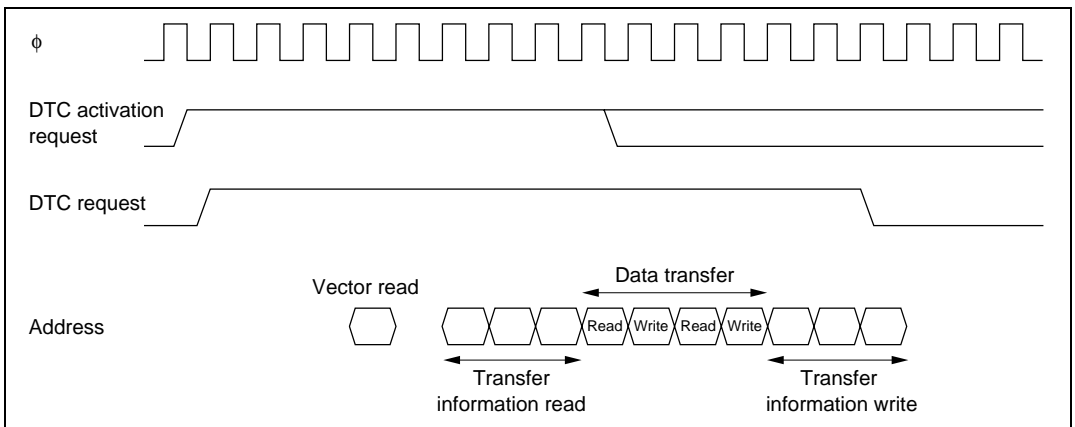 ϕ
DTC activation
request
DTC request
Vector read
Data transfer
Address
Read Write Read Write
Transfer
information read
Transfer
information write